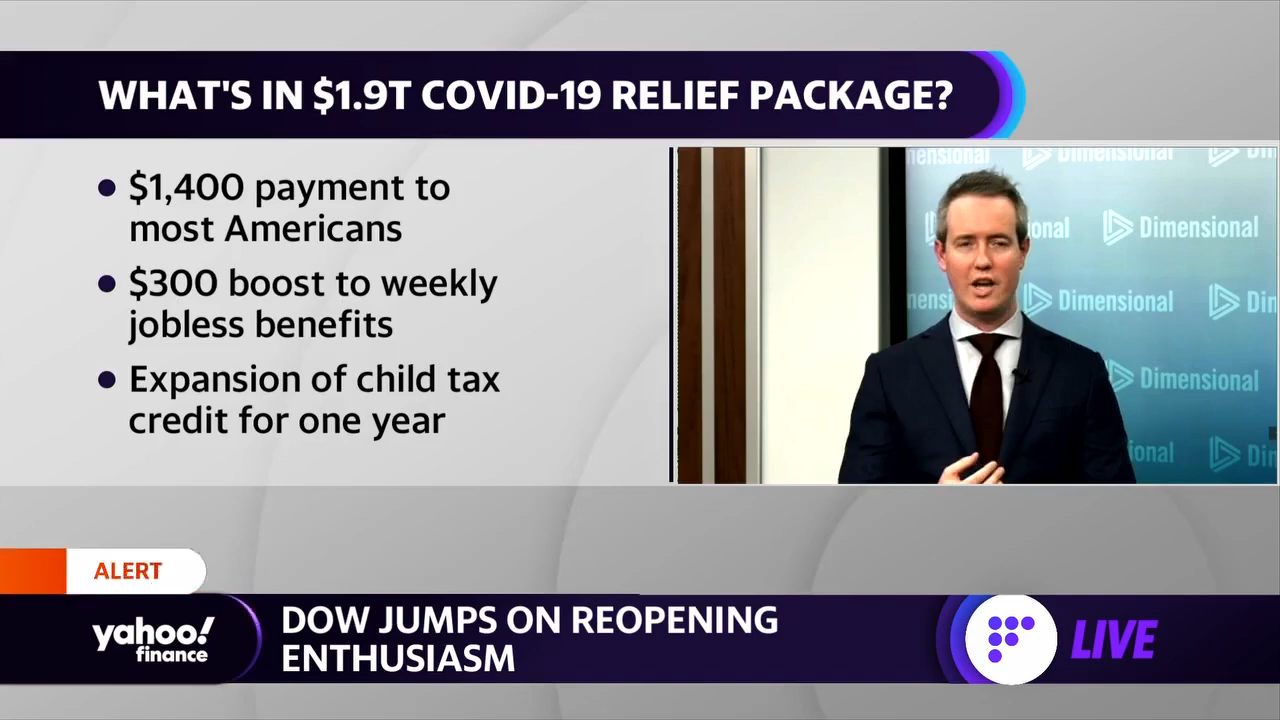 WHAT'S IN $1.9T COVID-19 RELIEF PACKAGE?
$1,400 payment to
most Americans
$300 boost to weekly
jobless benefits
Expansion of child tax
credit for one year
Dimensional
Dimensional
Dimensional
Dimensional
ALERT
yahoo!
finance
DOW JUMPS ON REOPENING
ENTHUSIASM
LIVE